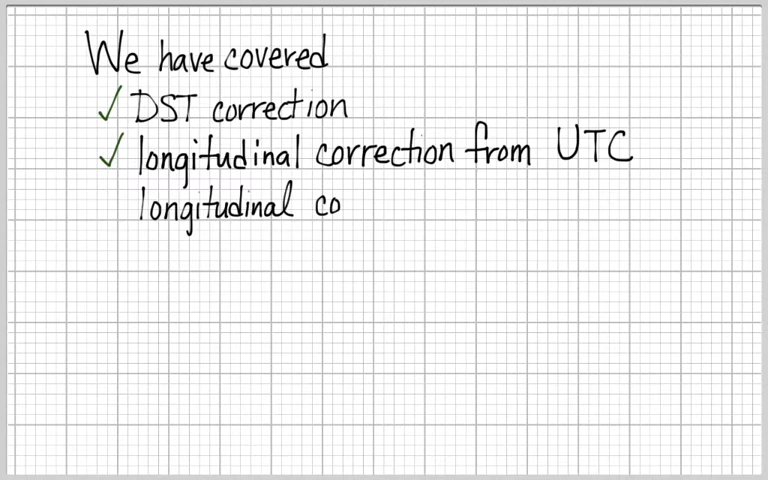 We have covered
✓ DST correction
✓ longitudinal correction from UTC
longitudinal co